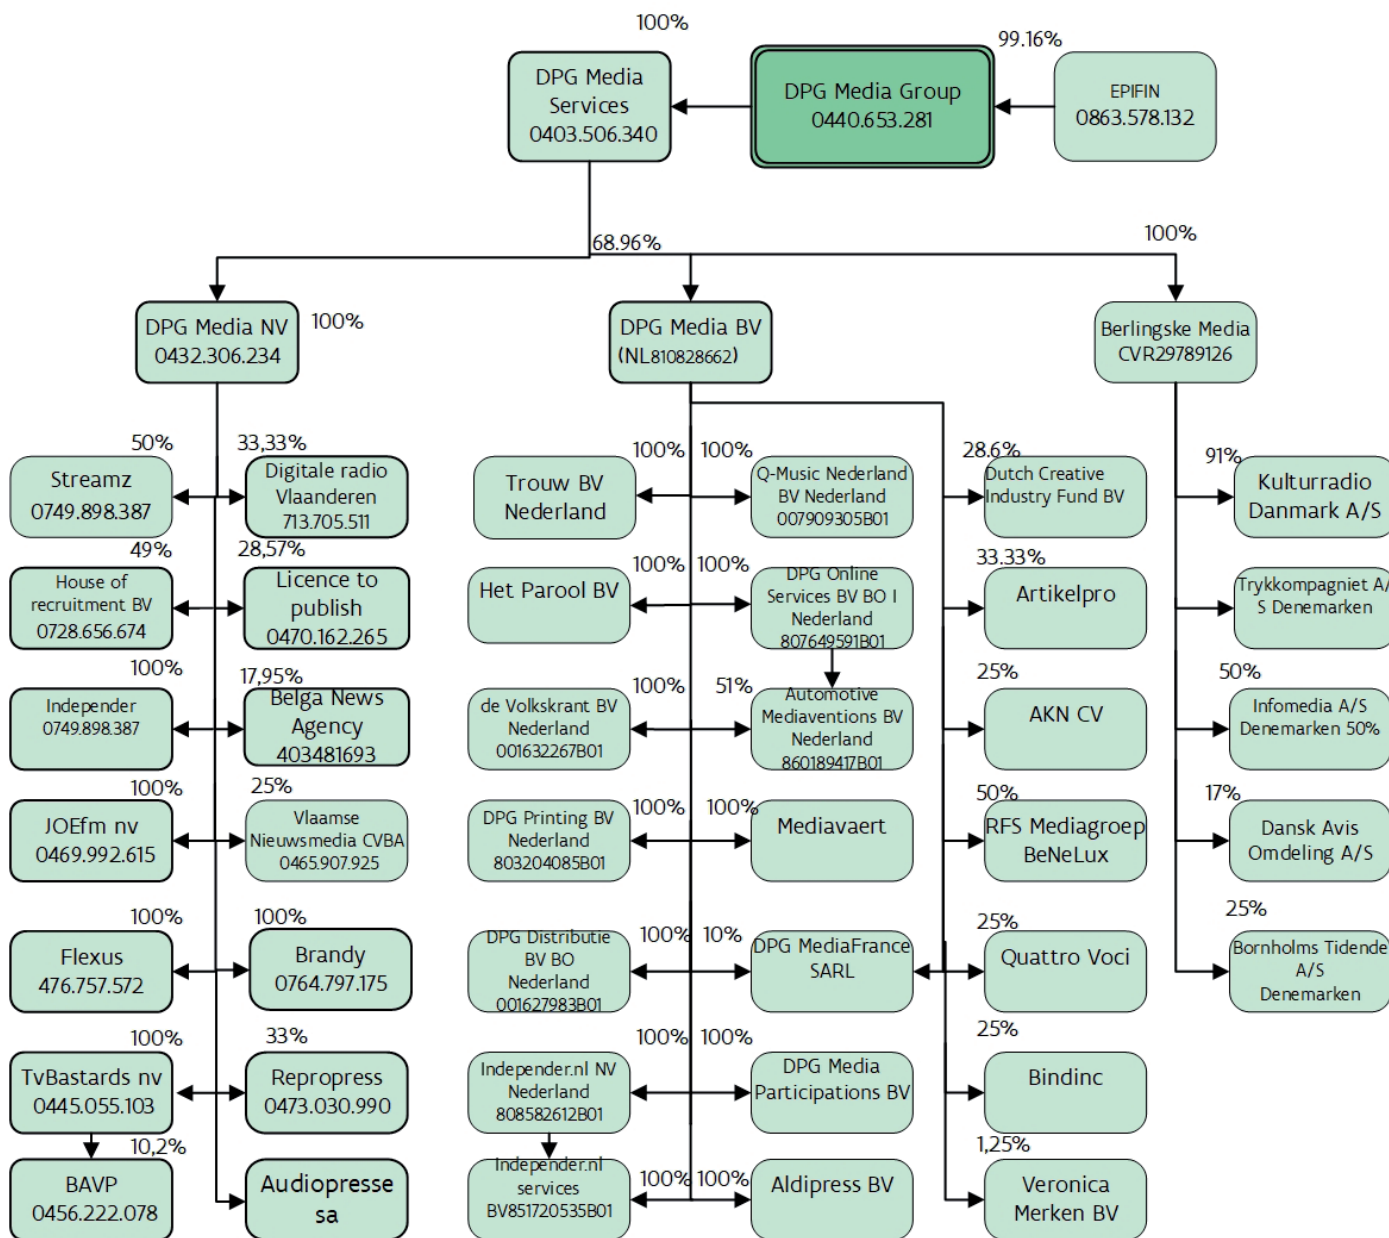 100%
99.16%
DPG Media
Services
0403.506.340
DPG Media Group
0440.653.281
EPIFIN
0863.578.132
68.96%
100%
DPG Media NV
0432.306.234
100%
DPG Media BV
(NL810828662)
Berlingske Media
CVR29789126
50%
33,33%
100%
100%
28.6%
91%
Streamz
0749.898.387
Digitale radio
Vlaanderen
713.705.511
Trouw BV
Nederland
Q-Music Nederland
BV Nederland
007909305B01
Dutch Creative
Industry Fund BV
Kulturradio
Danmark A/S
49%
28,57%
100%
100%
33.33%
House of
recruitment BV
0728.656.674
Licence to
publish
0470.162.265
Het Parool BV
DPG Online
Services BV BO I
Nederland
807649591B01
Artikelpro
Trykkompagniet A/
S Denemarken
100%
17,95%
100%
51%
25%
50%
Independer
0749.898.387
Belga News
Agency
403481693
de Volkskrant BV
Nederland
001632267B01
Automotive
Mediaventions BV
Nederland
860189417B01
AKN CV
Infomedia A/S
Denemarken 50%
100%
25%
100%
100%
50%
17%
JOEfm nv
0469.992.615
Vlaamse
Nieuwsmedia CVBA
0465.907.925
DPG Printing BV
Nederland
803204085B01
Mediavaert
RFS Mediagroep
BeNeLux
Dansk Avis
Omdeling A/S
100%
100%
100%
10%
25%
25%
Flexus
476.757.572
Brandy
0764.797.175
DPG Distributie
BV BO
Nederland
001627983B01
DPG MediaFrance
SARL
Quattro Voci
Bornholms Tidende
A/S
Denemarken
100%
33%
100%
100%
25%
TvBastards nv
0445.055.103
Repropress
0473.030.990
Independer.nl NV
Nederland
808582612B01
DPG Media
Participations BV
Bindinc
10,2%
100%
100%
1,25%
BAVP
0456.222.078
Audiopresse
sa
Independer.nl
services
BV851720535B01
Aldipress BV
Veronica
Merken BV